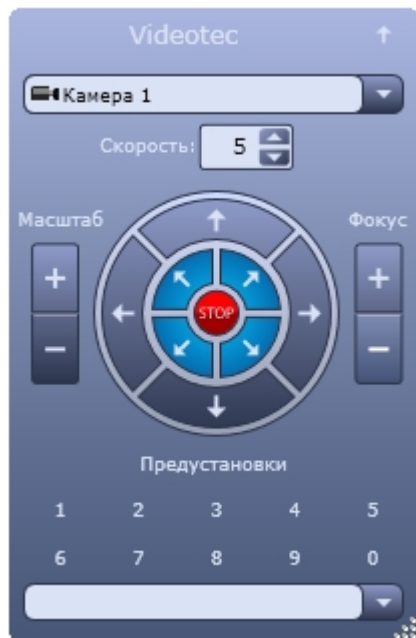 Videotec
Камера 1
Скорость: 5
Масштаб
Фокус
STOP
Предустановки
1 2 3 4 5
6 7 8 9 0